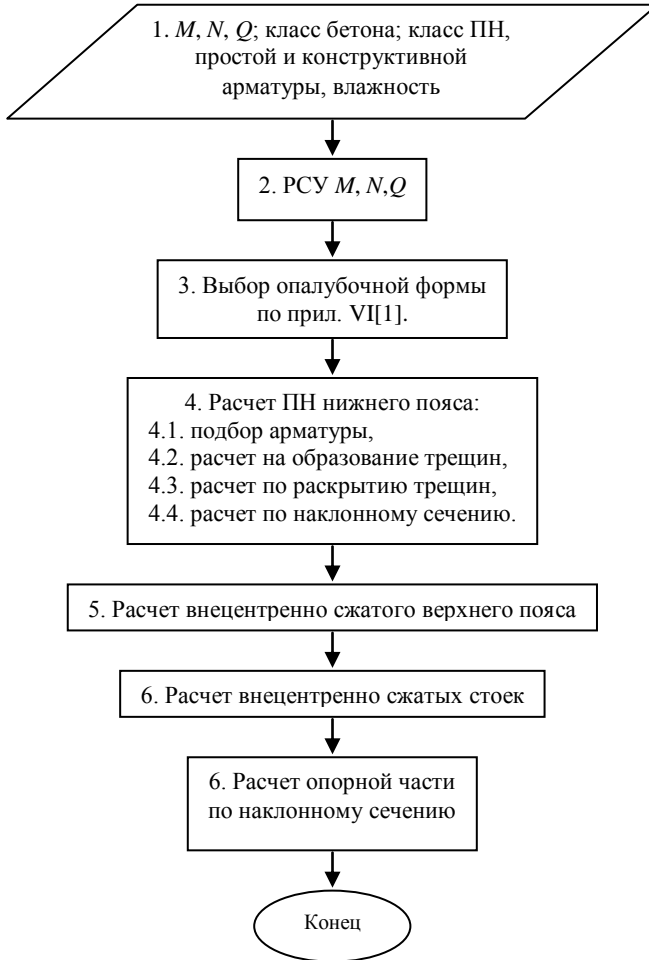 1. M, N, Q; класс бетона; класс ПН,
простой и конструктивной
арматуры, влажность
2. РСУ M, N,Q
3. Выбор опалубочной формы
по прил. VI[1].
4. Расчет ПН нижнего пояса:
4.1. подбор арматуры,
4.2. расчет на образование трещин,
4.3. расчет по раскрытию трещин,
4.4. расчет по наклонному сечению.
5. Расчет внецентренно сжатого верхнего пояса
6. Расчет внецентренно сжатых стоек
6. Расчет опорной части
по наклонному сечению
Конец